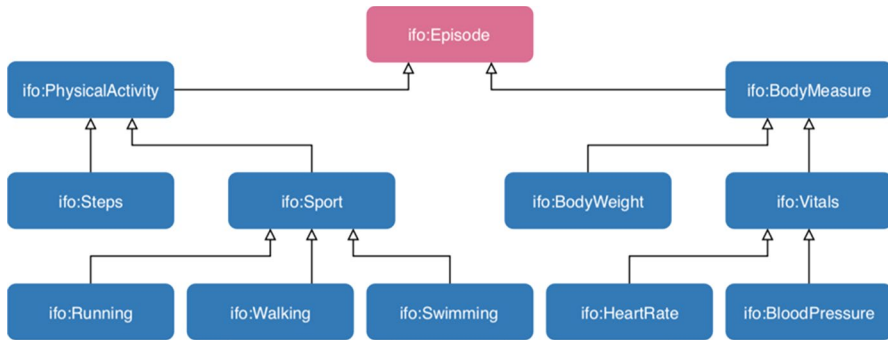 ifo:Episode
ifo:PhysicalActivity
ifo:BodyMeasure
ifo:Steps
ifo:Sport
ifo:BodyWeight
ifo:Vitals
ifo:Running
ifo:Walking
ifo:Swimming
ifo:HeartRate
ifo:BloodPressure